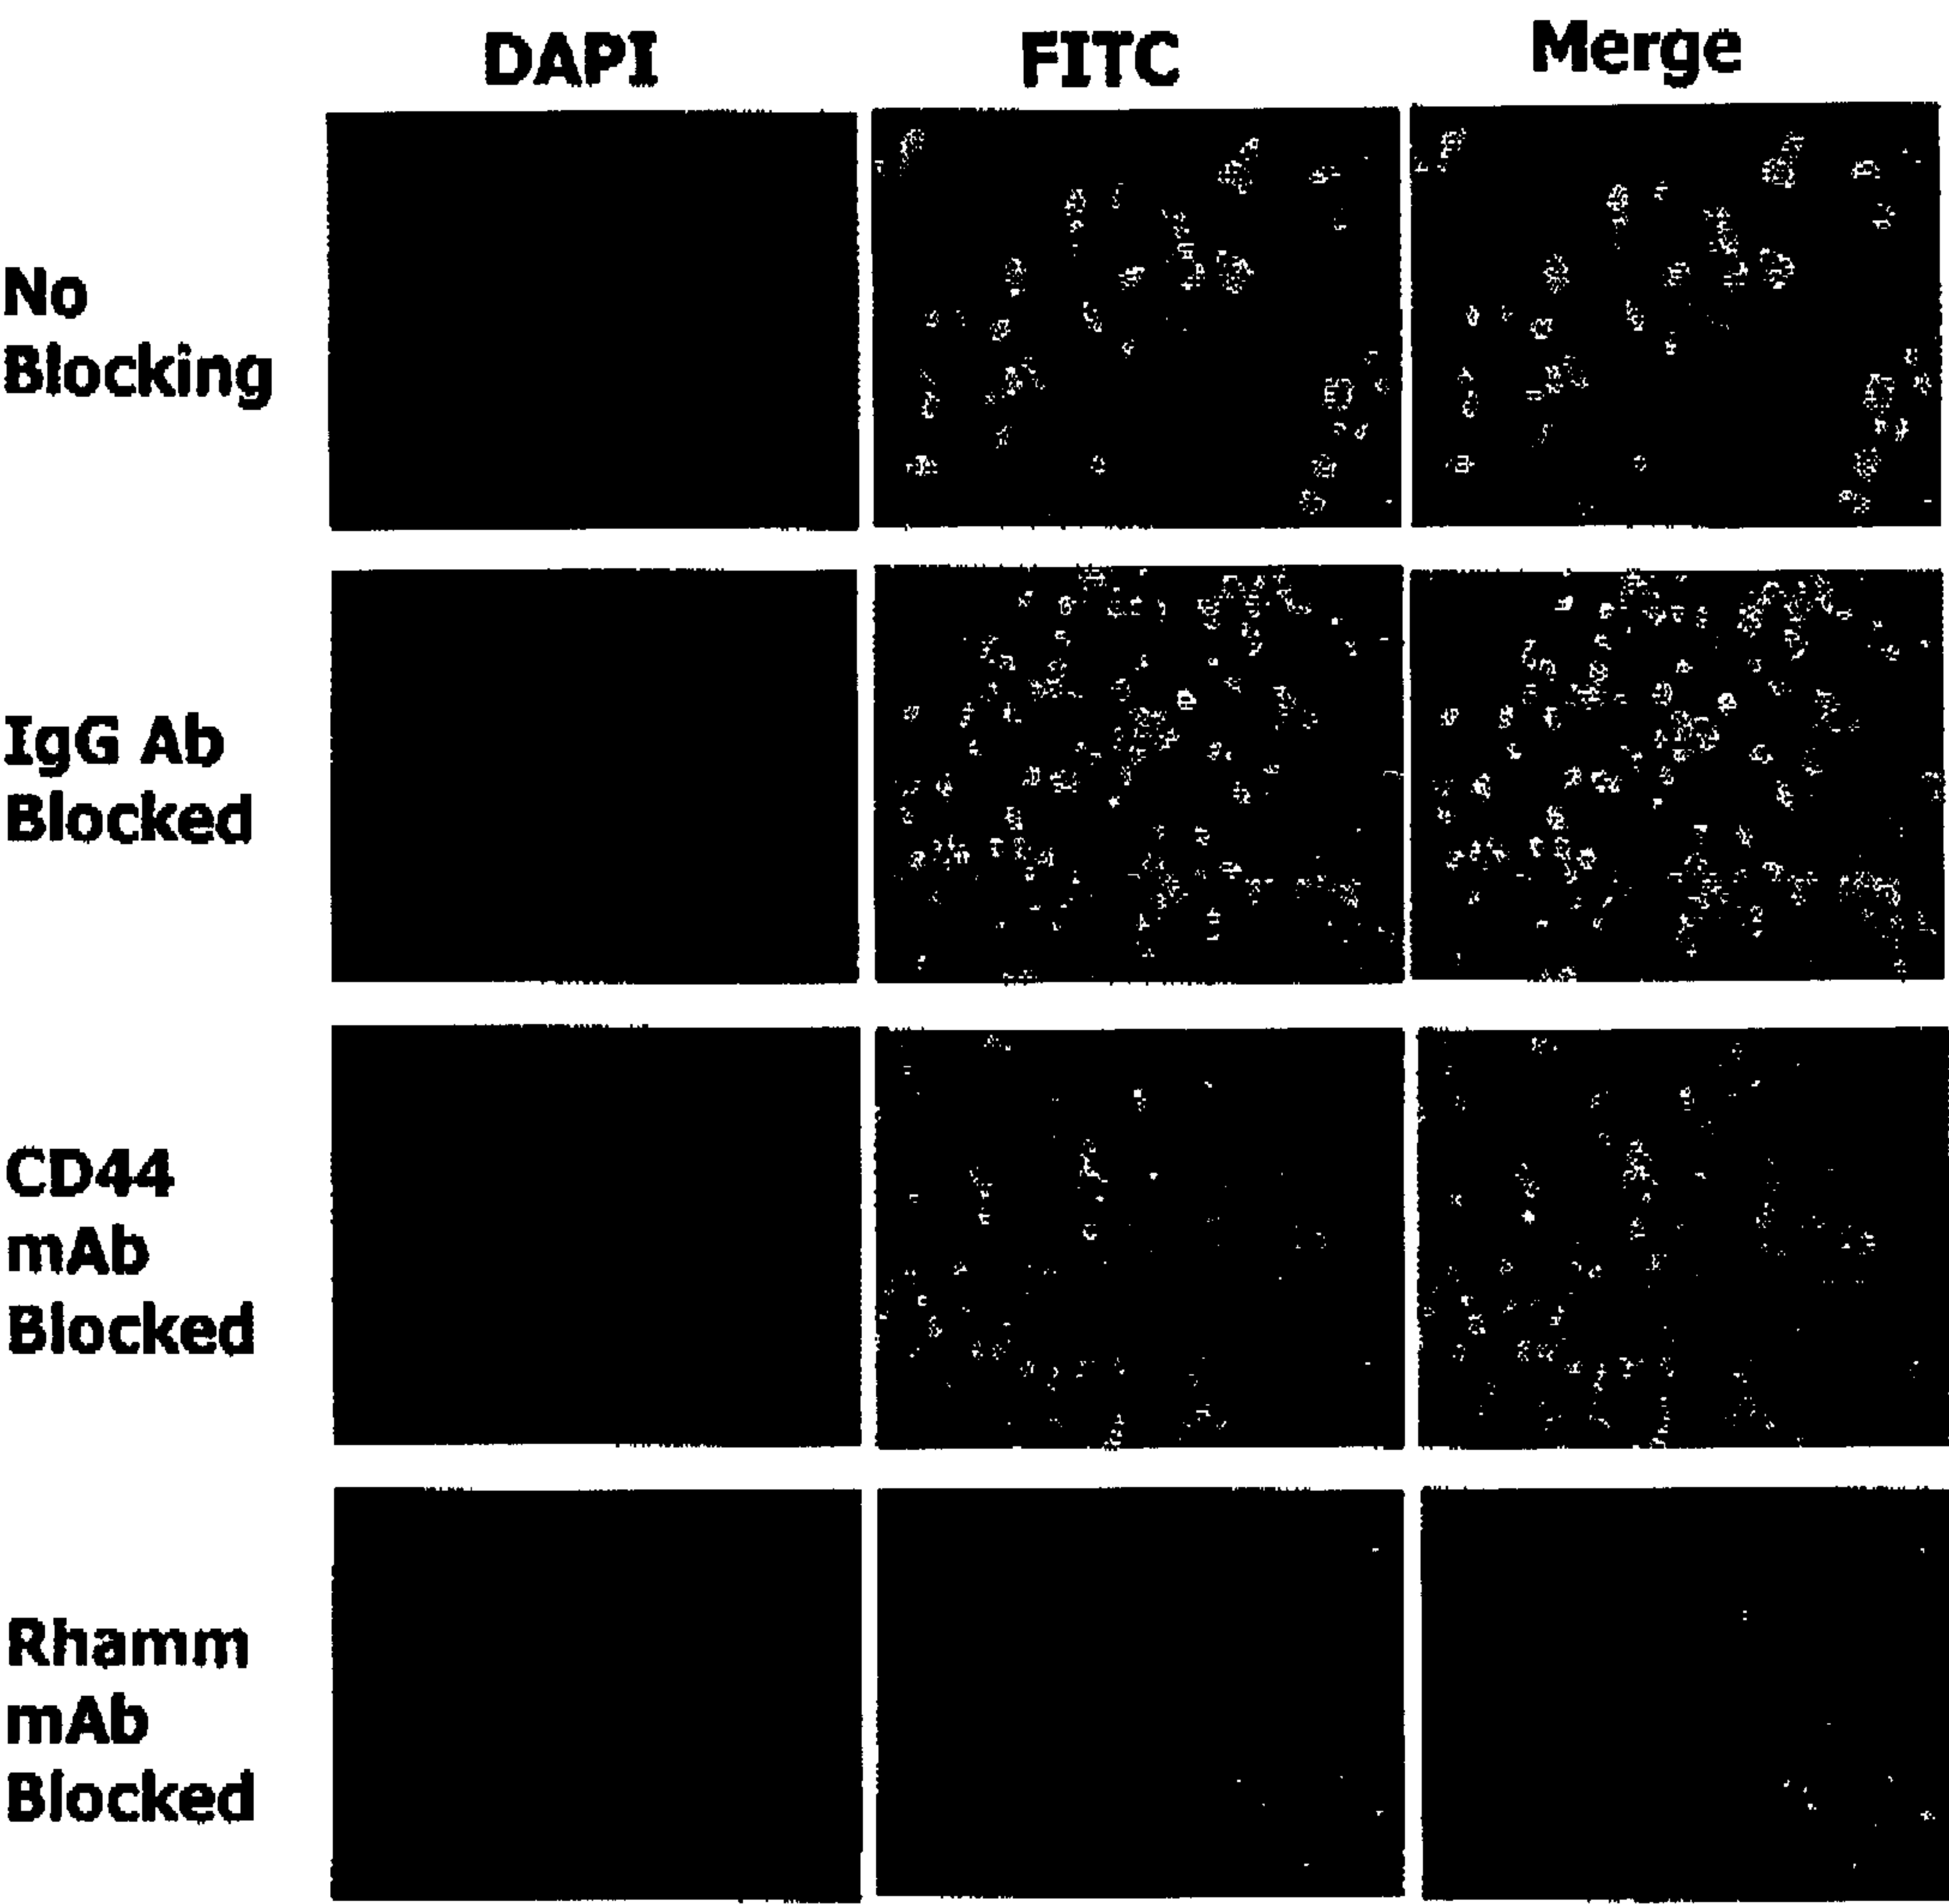 DAPI FITC Merge
No
Blocking
IgG Ab
Blocked
CD44
mAb
Blocked
Rhamm
mAb
Blocked